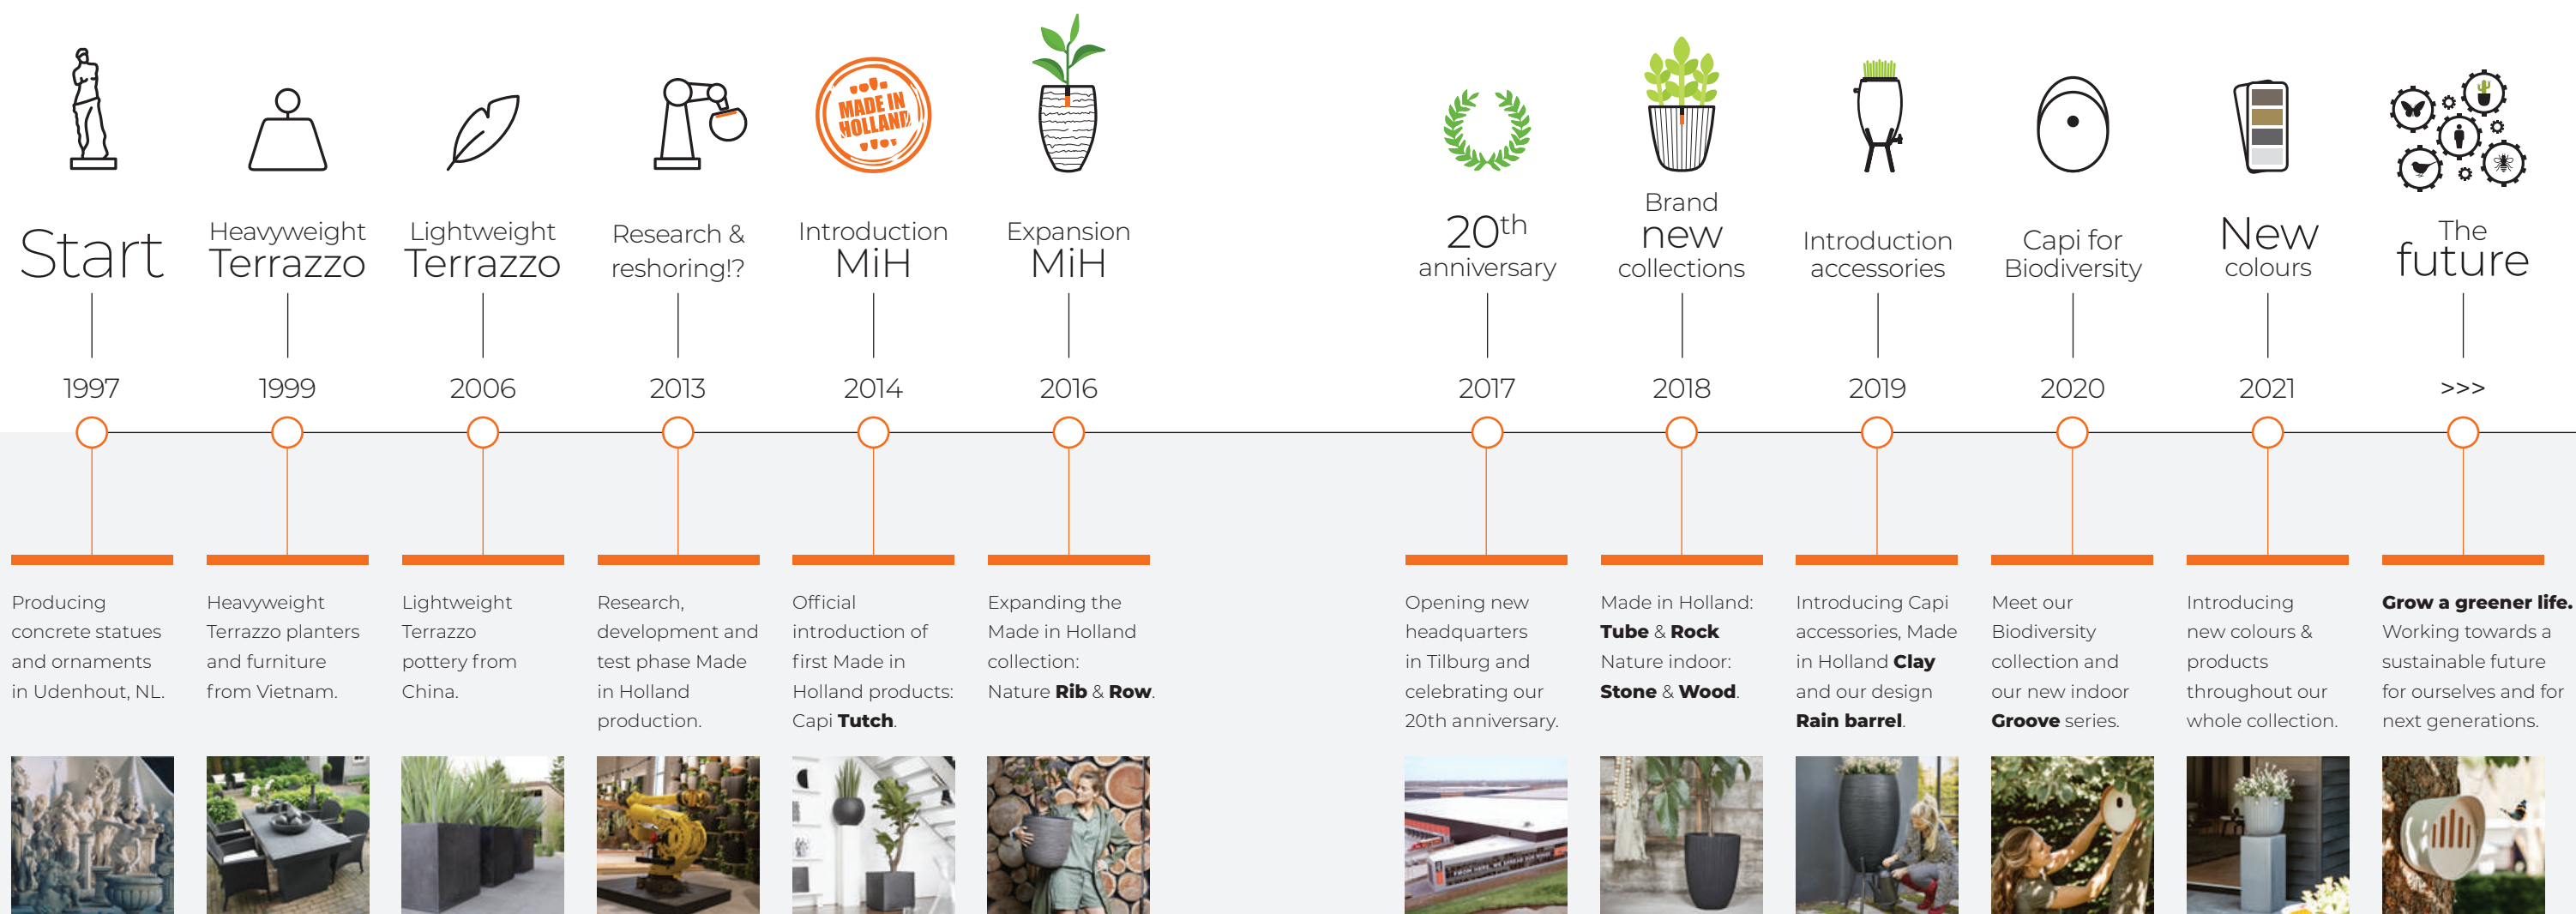 MADE IN
HOLLAND
Start
1997
Producing
concrete statues
and ornaments
in Udenhout, NL.
Heavyweight
Terrazzo
1999
Heavyweight
Terrazzo planters
and furniture
from Vietnam.
Lightweight
Terrazzo
2006
Lightweight
Terrazzo
pottery from
China.
Research &
reshoring!?
2013
Research,
development and
test phase Made
in Holland
production.
Introduction
MiH
2014
Official
introduction of
first Made in
Holland products:
Capi Tutch.
Expansion
MiH
2016
Expanding the
Made in Holland
collection:
Nature Rib & Row.
20th
anniversary
2017
Opening new
headquarters
in Tilburg and
celebrating our
20th anniversary.
Brand
new
collections
2018
Made in Holland:
Tube & Rock
Nature indoor:
Stone & Wood.
Introduction
accessories
2019
Introducing Capi
accessories, Made
in Holland Clay
and our design
Rain barrel.
Capi for
Biodiversity
2020
Meet our
Biodiversity
collection and
our new indoor
Groove series.
New
colours
2021
Introducing
new colours &
products
throughout our
whole collection.
The
future
>>>
Grow a greener life.
Working towards a
sustainable future
for ourselves and for
next generations.